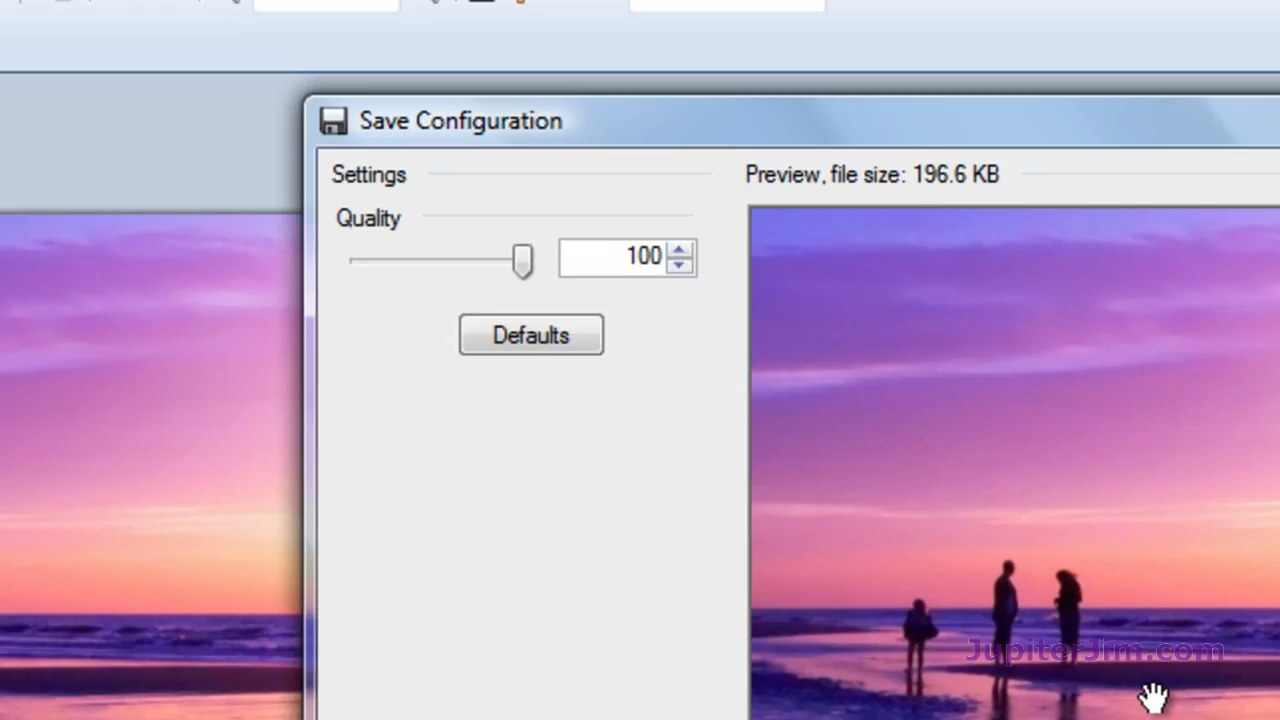 Save Configuration
Settings
Preview, file size: 196.6 KB
Quality
100
Defaults
JupiterJim.com